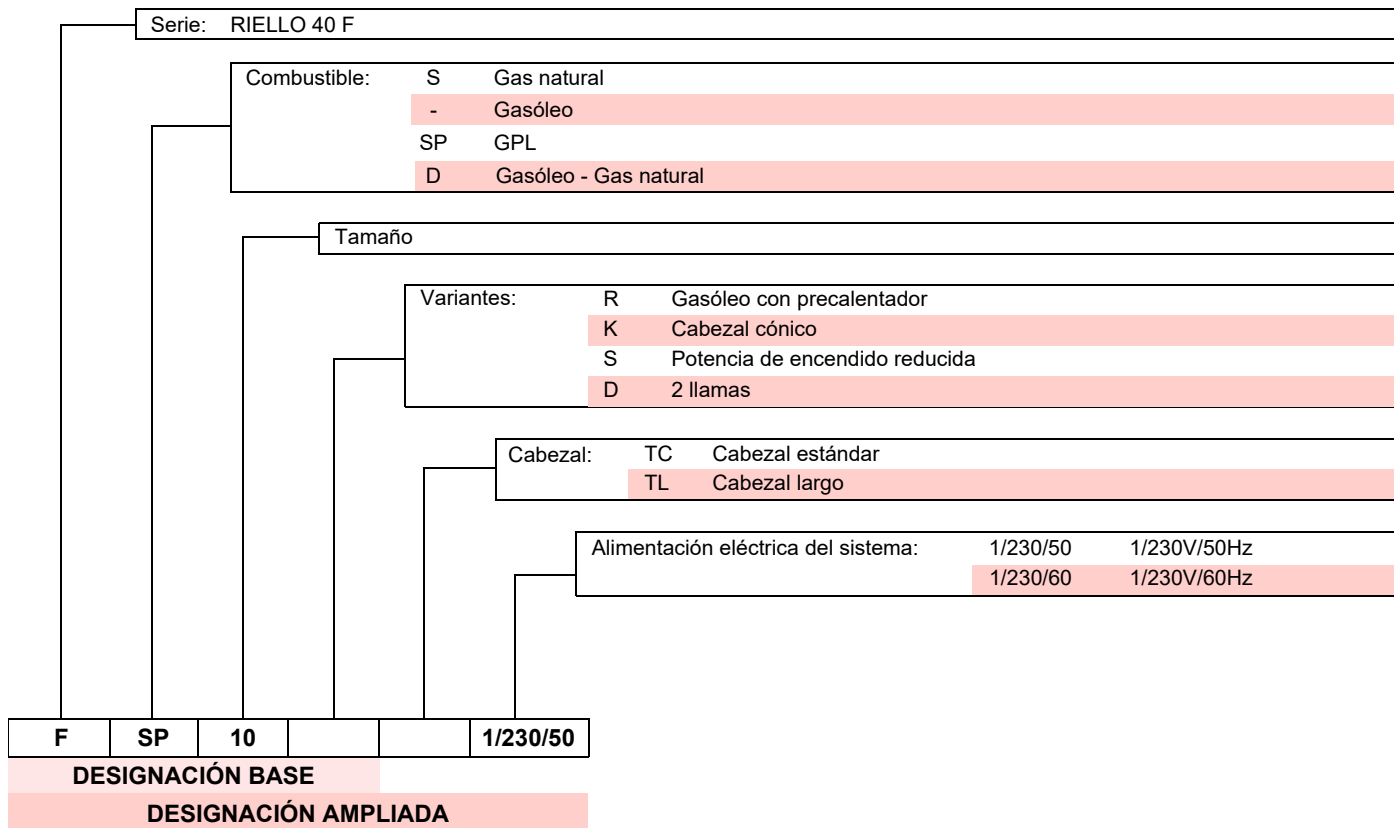 Serie: RIELLO 40 F
Combustible: S Gas natural
- Gasóleo
SP GPL
D Gasóleo - Gas natural
Tamaño
Variantes: R Gasóleo con precalentador
K Cabezal cónico
S Potencia de encendido reducida
D 2 llamas
Cabezal: TC Cabezal estándar
TL Cabezal largo
Alimentación eléctrica del sistema: 1/230/50 1/230V/50Hz
1/230/60 1/230V/60Hz
F SP 10 1/230/50
DESIGNACIÓN BASE
DESIGNACIÓN AMPLIADA